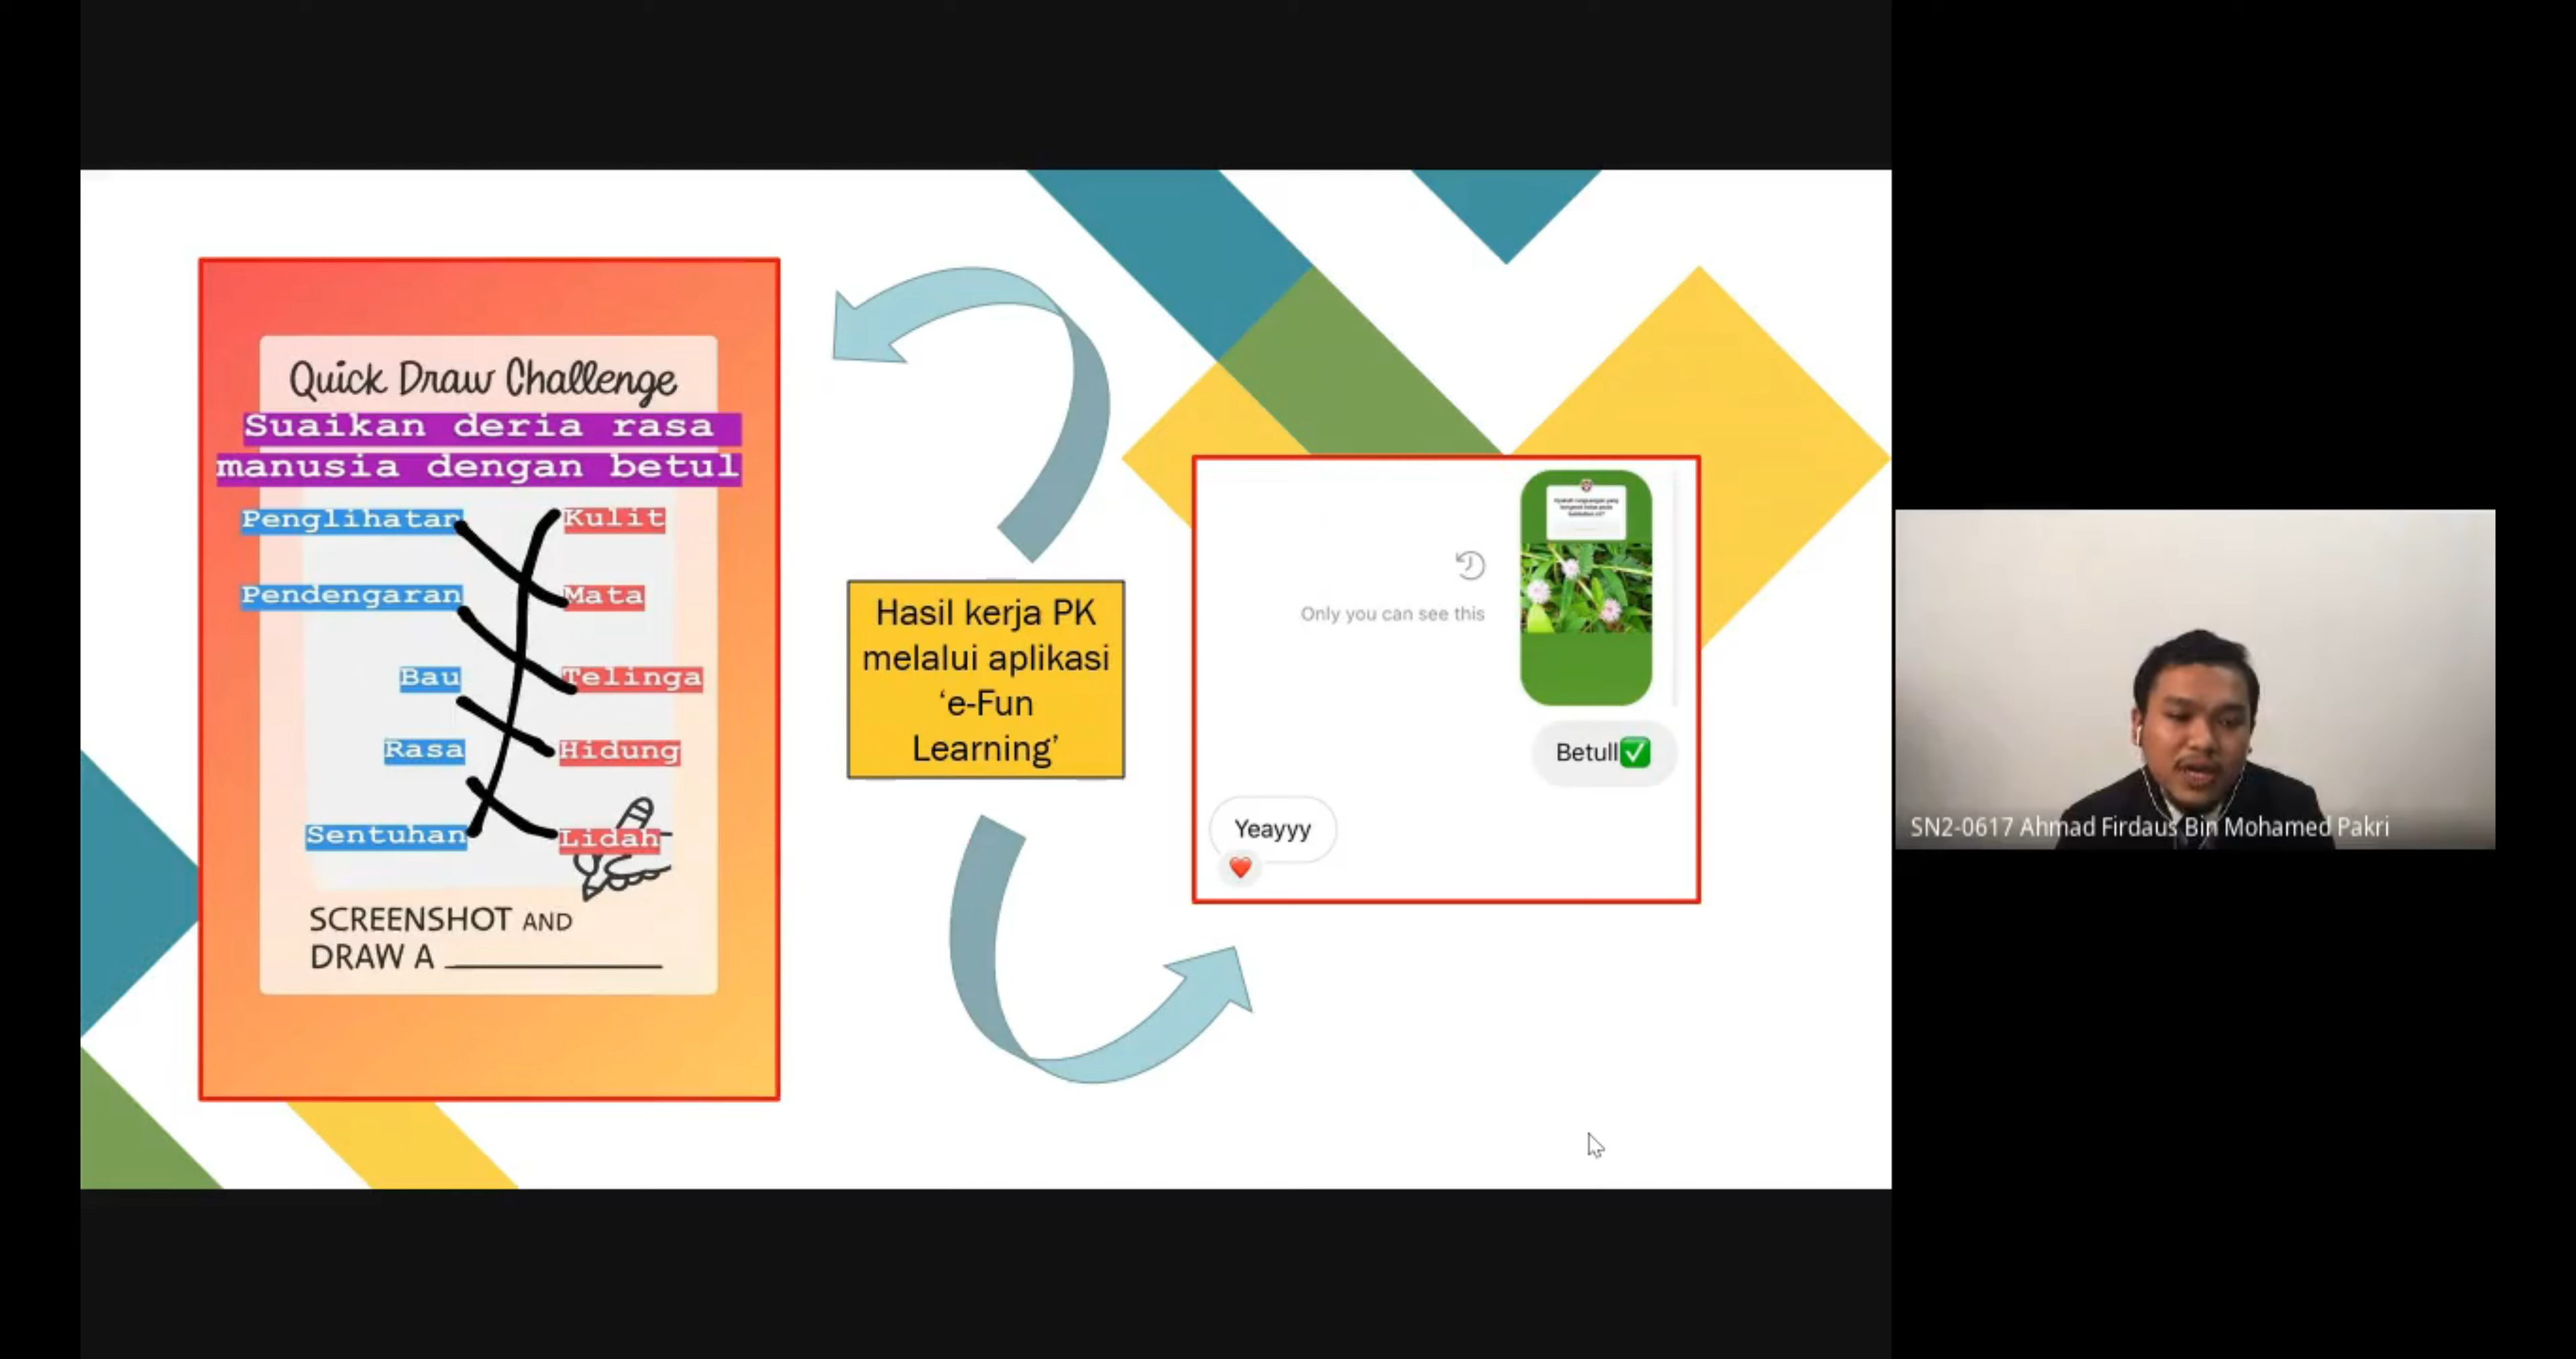 Quick Draw Challenge
Suaikan deria rasa
manusia dengan betul
Penglihatan
Kulit
Pendengaran
Mata
Bau
Telinga
Rasa
Hidung
Sentuhan
Lidah
SCREENSHOT AND
DRAW A
Hasil kerja PK
melalui aplikasi
‘e-Fun
Learning’
Only you can see this
Betull✅
Yeayyy
❤️
SN2-0617 Ahmad Firdaus Bin Mohamed Pakri